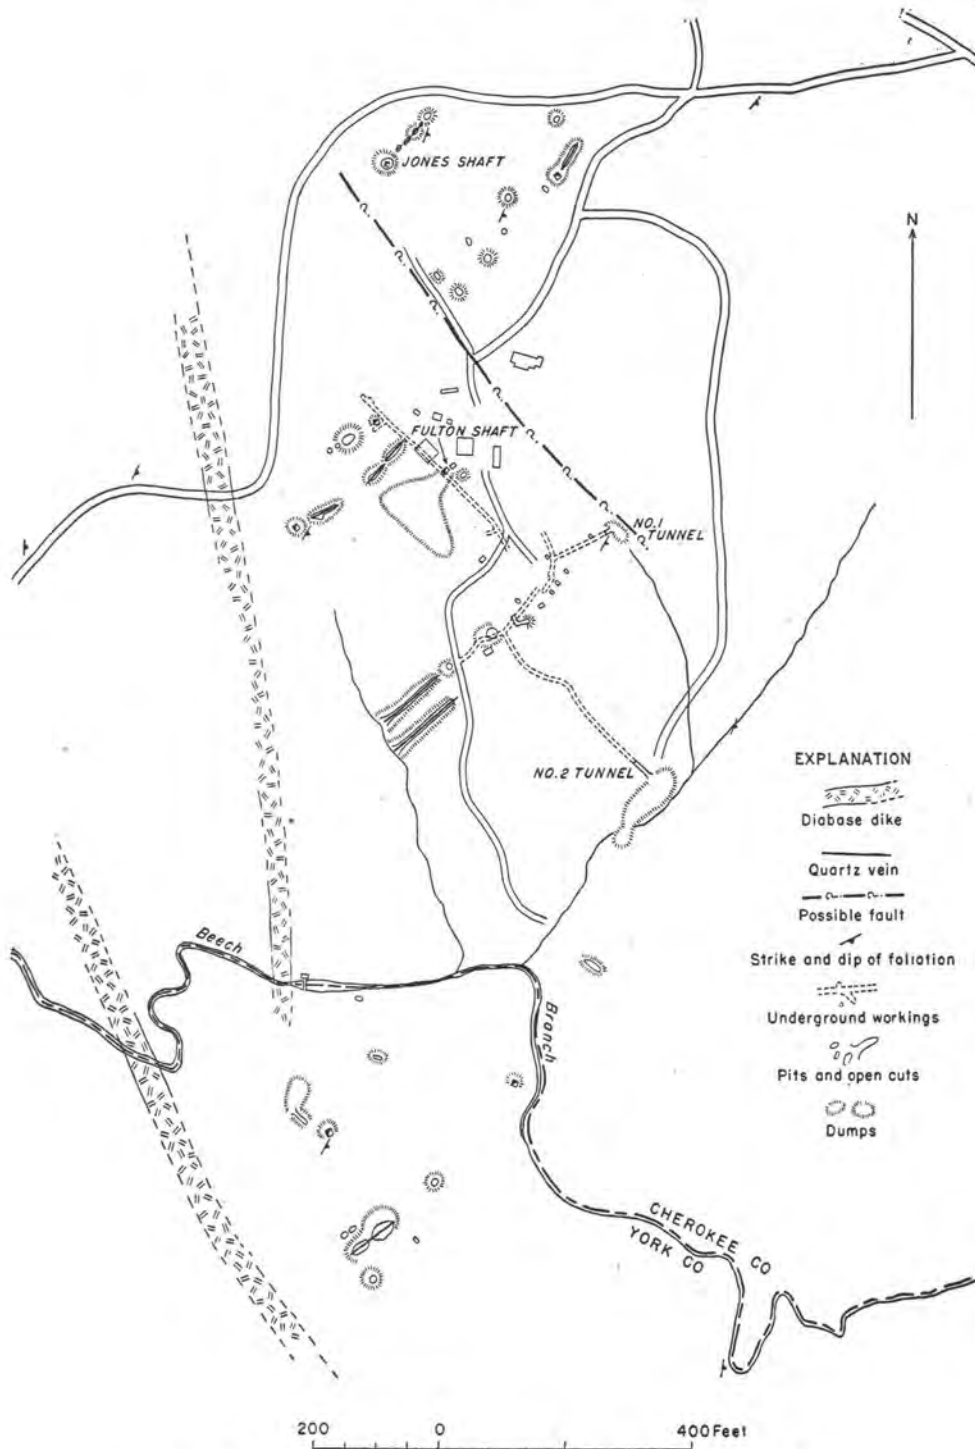 JONES SHAFT
N
FULTON SHAFT
NO.1
TUNNEL
NO.2 TUNNEL
EXPLANATION
Diabase dike
Quartz vein
Possible fault
Strike and dip of foliation
Underground workings
Pits and open cuts
Dumps
Beech
Branch
CHEROKEE CO
YORK CO
200 0 400 Feet